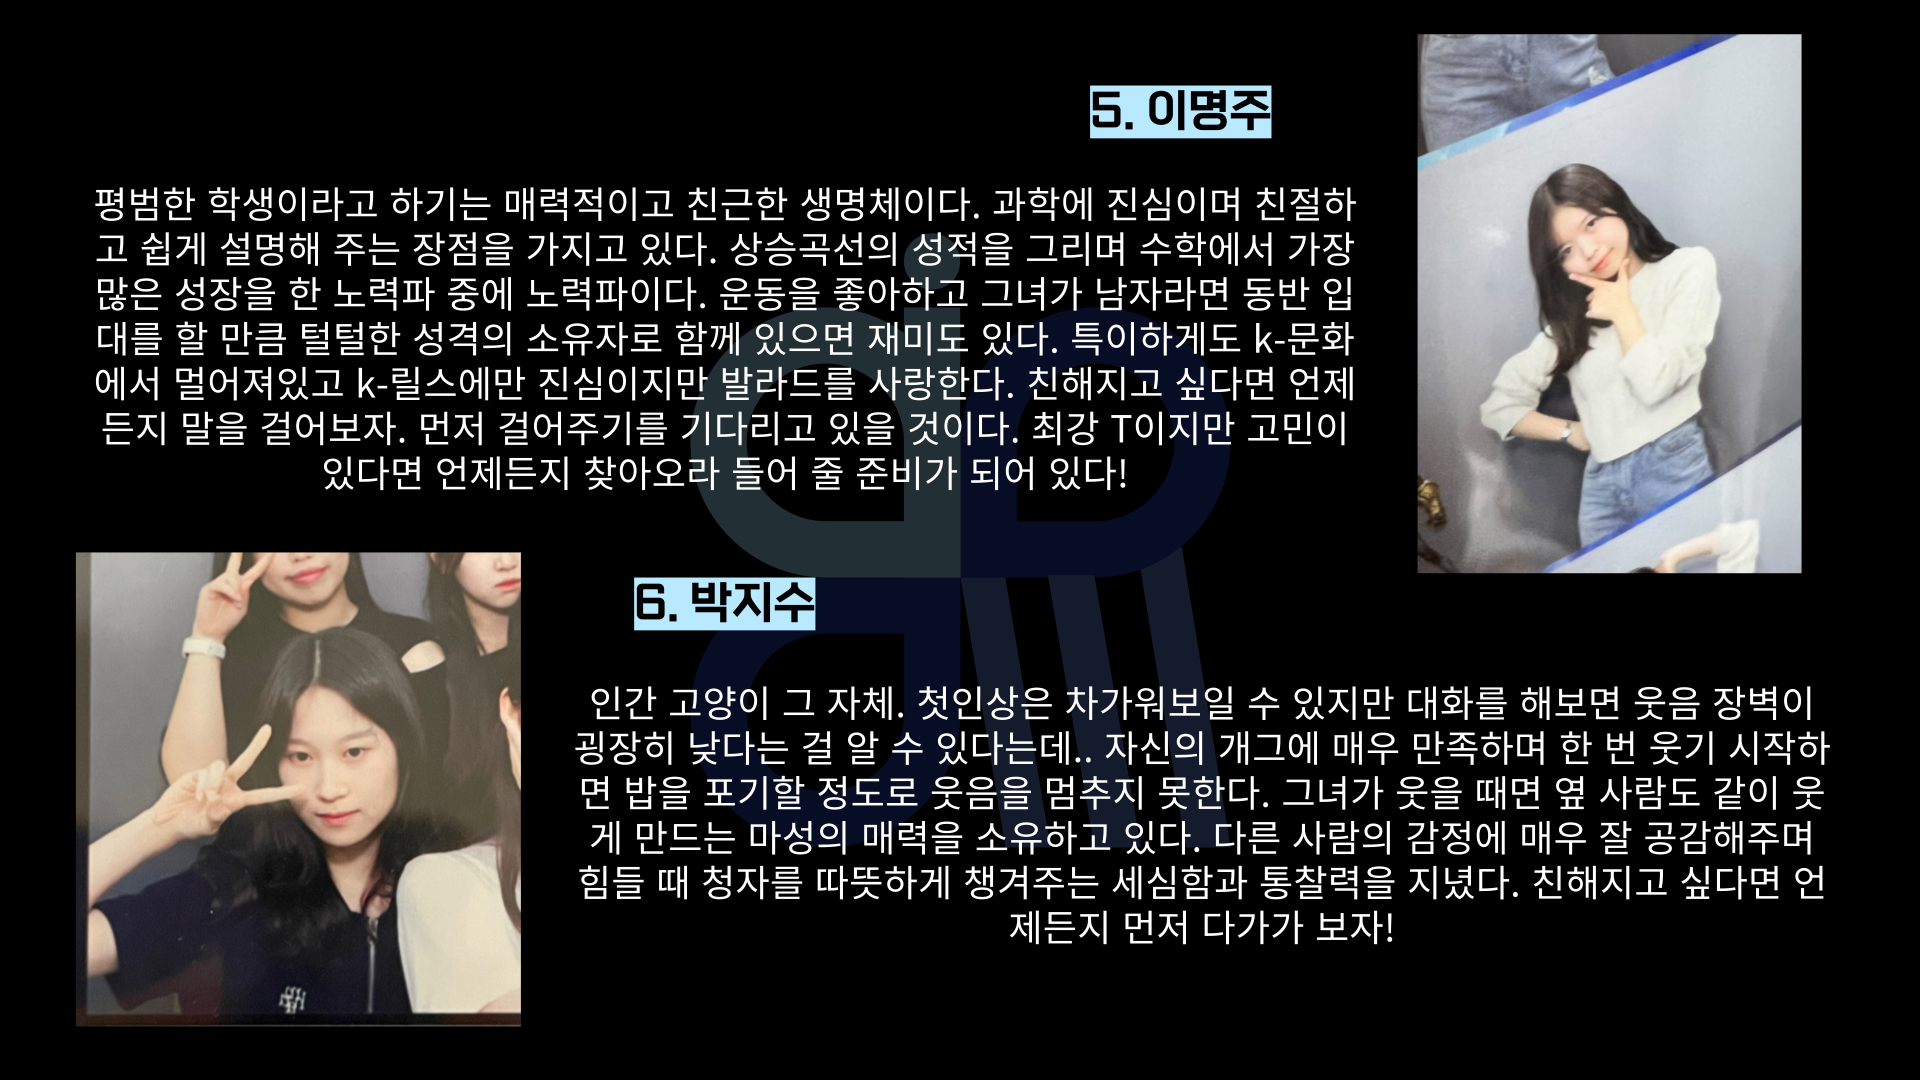 5. 이명주
평범한 학생이라고 하기는 매력적이고 친근한 생명체이다. 과학에 진심이며 친절하
고 쉽게 설명해 주는 장점을 가지고 있다. 상승곡선의 성적을 그리며 수학에서 가장
많은 성장을 한 노력파 중에 노력파이다. 운동을 좋아하고 그녀가 남자라면 동반 입
대를 할 만큼 털털한 성격의 소유자로 함께 있으면 재미도 있다. 특이하게도 k-문화
에서 멀어져있고 k-릴스에만 진심이지만 발라드를 사랑한다. 친해지고 싶다면 언제
든지 말을 걸어보자. 먼저 걸어주기를 기다리고 있을 것이다. 최강 T이지만 고민이
있다면 언제든지 찾아오라 들어 줄 준비가 되어 있다!
6. 박지수
인간 고양이 그 자체. 첫인상은 차가워보일 수 있지만 대화를 해보면 웃음 장벽이
굉장히 낮다는 걸 알 수 있다는데.. 자신의 개그에 매우 만족하며 한 번 웃기 시작하
면 밥을 포기할 정도로 웃음을 멈추지 못한다. 그녀가 웃을 때면 옆 사람도 같이 웃
게 만드는 마성의 매력을 소유하고 있다. 다른 사람의 감정에 매우 잘 공감해주며
힘들 때 청자를 따뜻하게 챙겨주는 세심함과 통찰력을 지녔다. 친해지고 싶다면 언
제든지 먼저 다가가 보자!